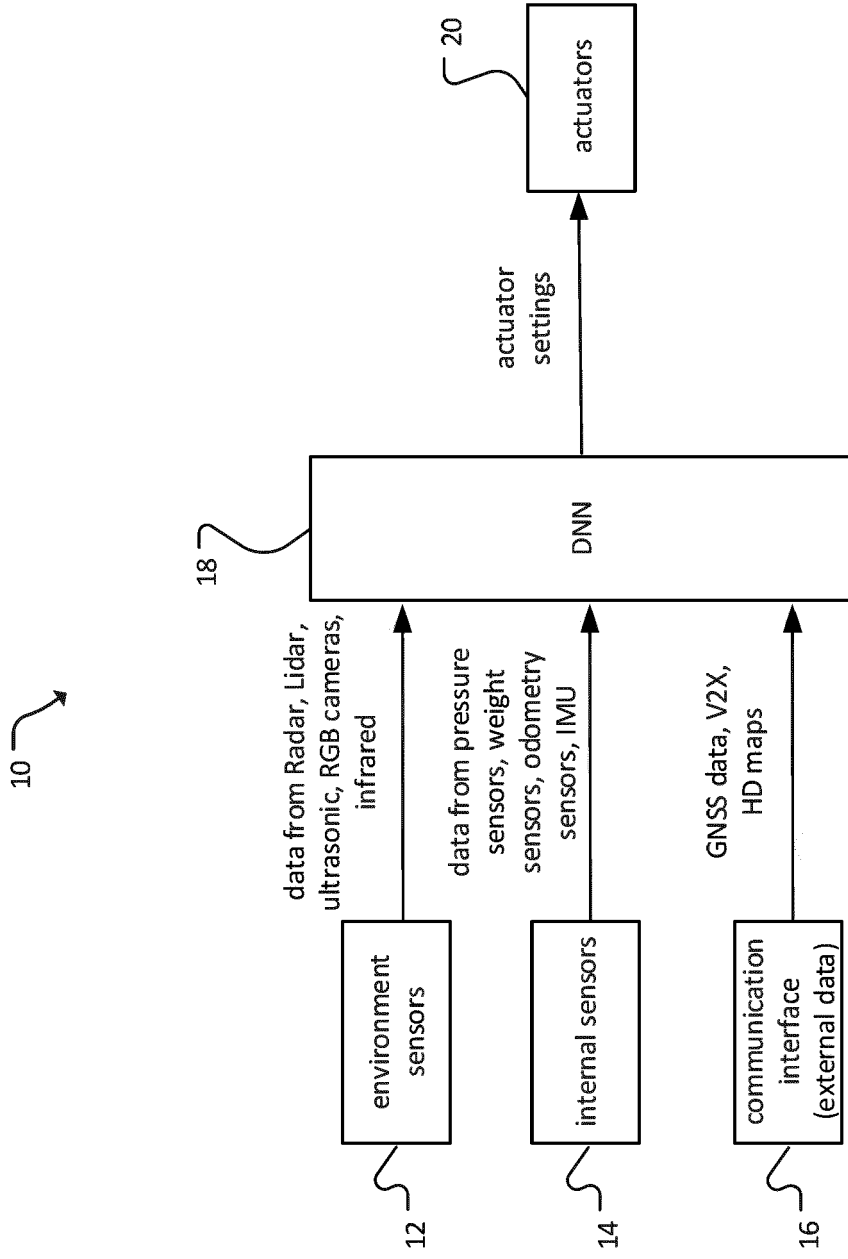 10
data from Radar, Lidar,
ultrasonic, RGB cameras,
infrared
18
12
environment
sensors
data from pressure
sensors, weight
sensors, odometry
sensors, IMU
14
internal sensors
DNN
actuator
settings
20
actuators
GNSS data, V2X,
HD maps
16
communication
interface
(external data)